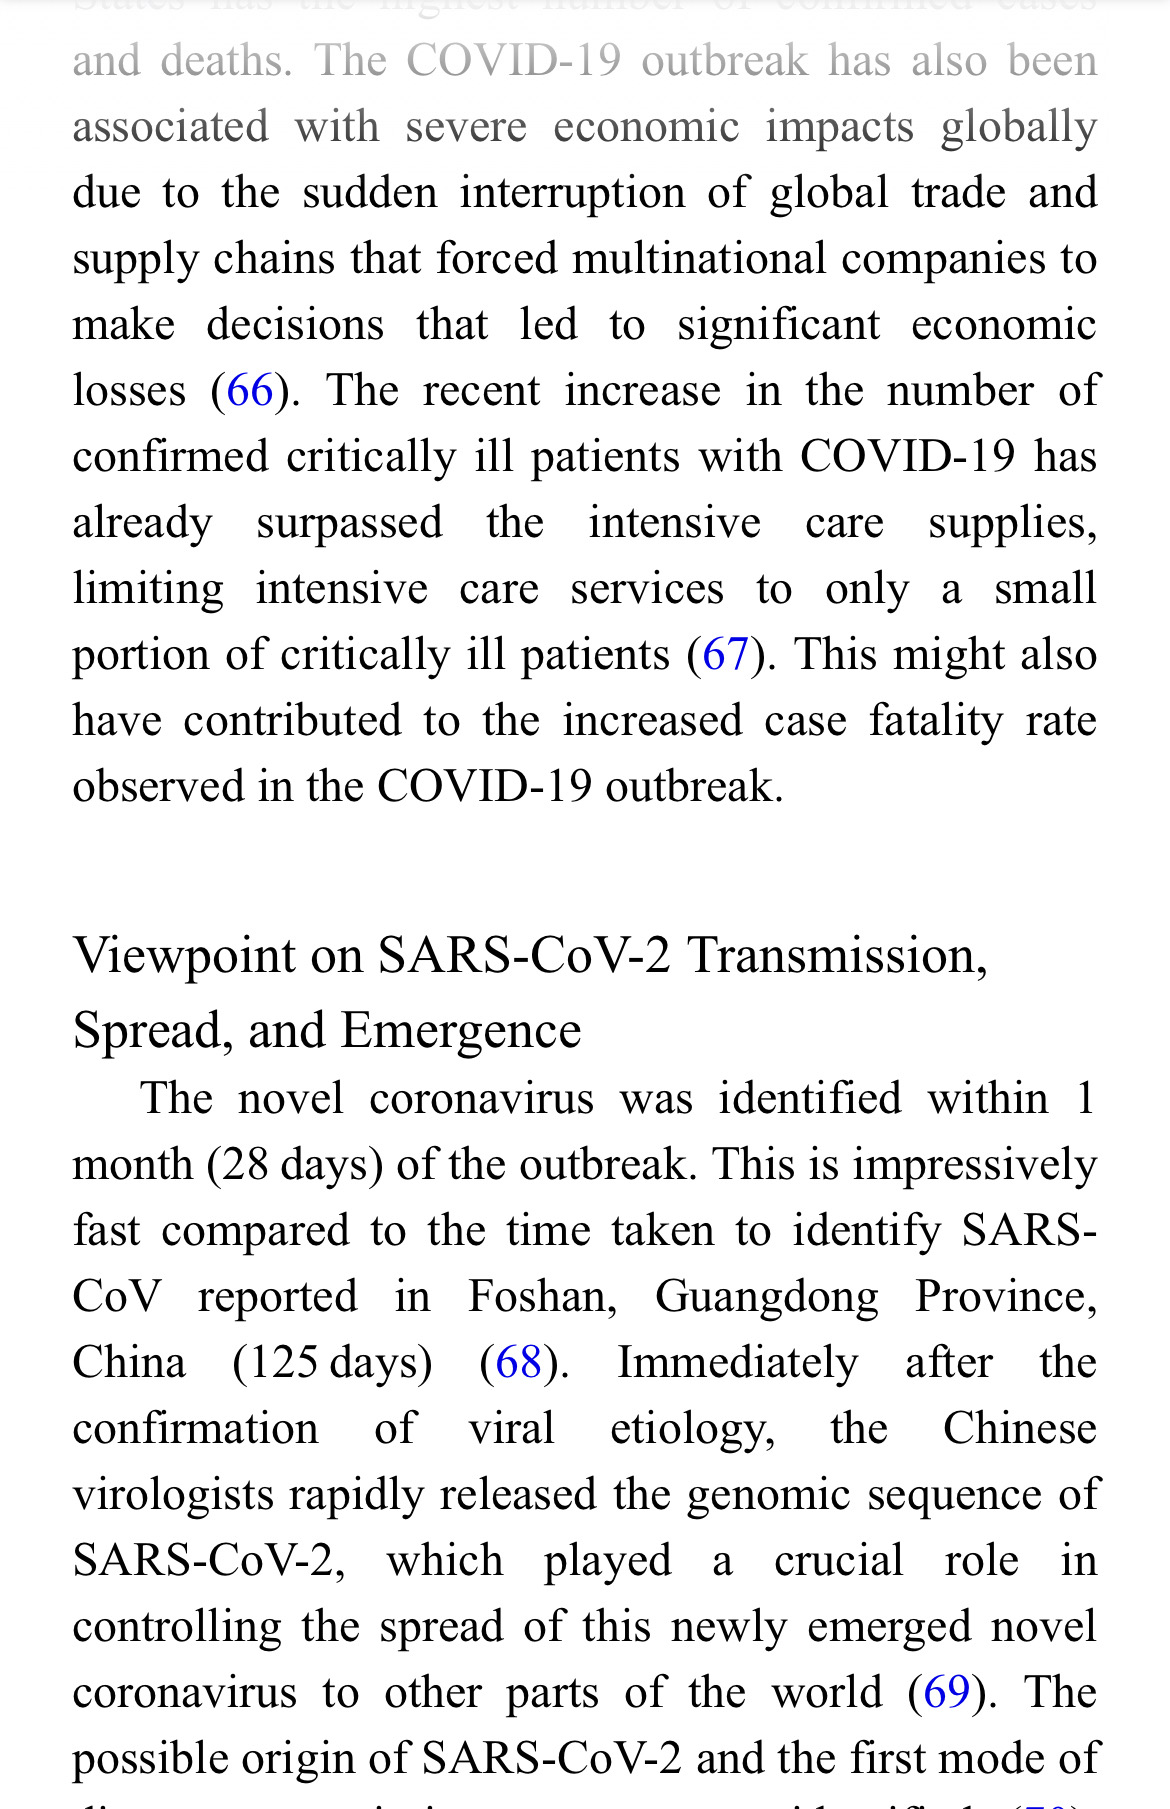 States has the highest number of confirmed cases
and deaths. The COVID-19 outbreak has also been
associated with severe economic impacts globally
due to the sudden interruption of global trade and
supply chains that forced multinational companies to
make decisions that led to significant economic
losses (66). The recent increase in the number of
confirmed critically ill patients with COVID-19 has
already surpassed the intensive care supplies,
limiting intensive care services to only a small
portion of critically ill patients (67). This might also
have contributed to the increased case fatality rate
observed in the COVID-19 outbreak.
Viewpoint on SARS-CoV-2 Transmission,
Spread, and Emergence
The novel coronavirus was identified within 1
month (28 days) of the outbreak. This is impressively
fast compared to the time taken to identify SARS-
CoV reported in Foshan, Guangdong Province,
China (125 days) (68). Immediately after the
confirmation of viral etiology, the Chinese
virologists rapidly released the genomic sequence of
SARS-CoV-2, which played a crucial role in
controlling the spread of this newly emerged novel
coronavirus to other parts of the world (69). The
possible origin of SARS-CoV-2 and the first mode of